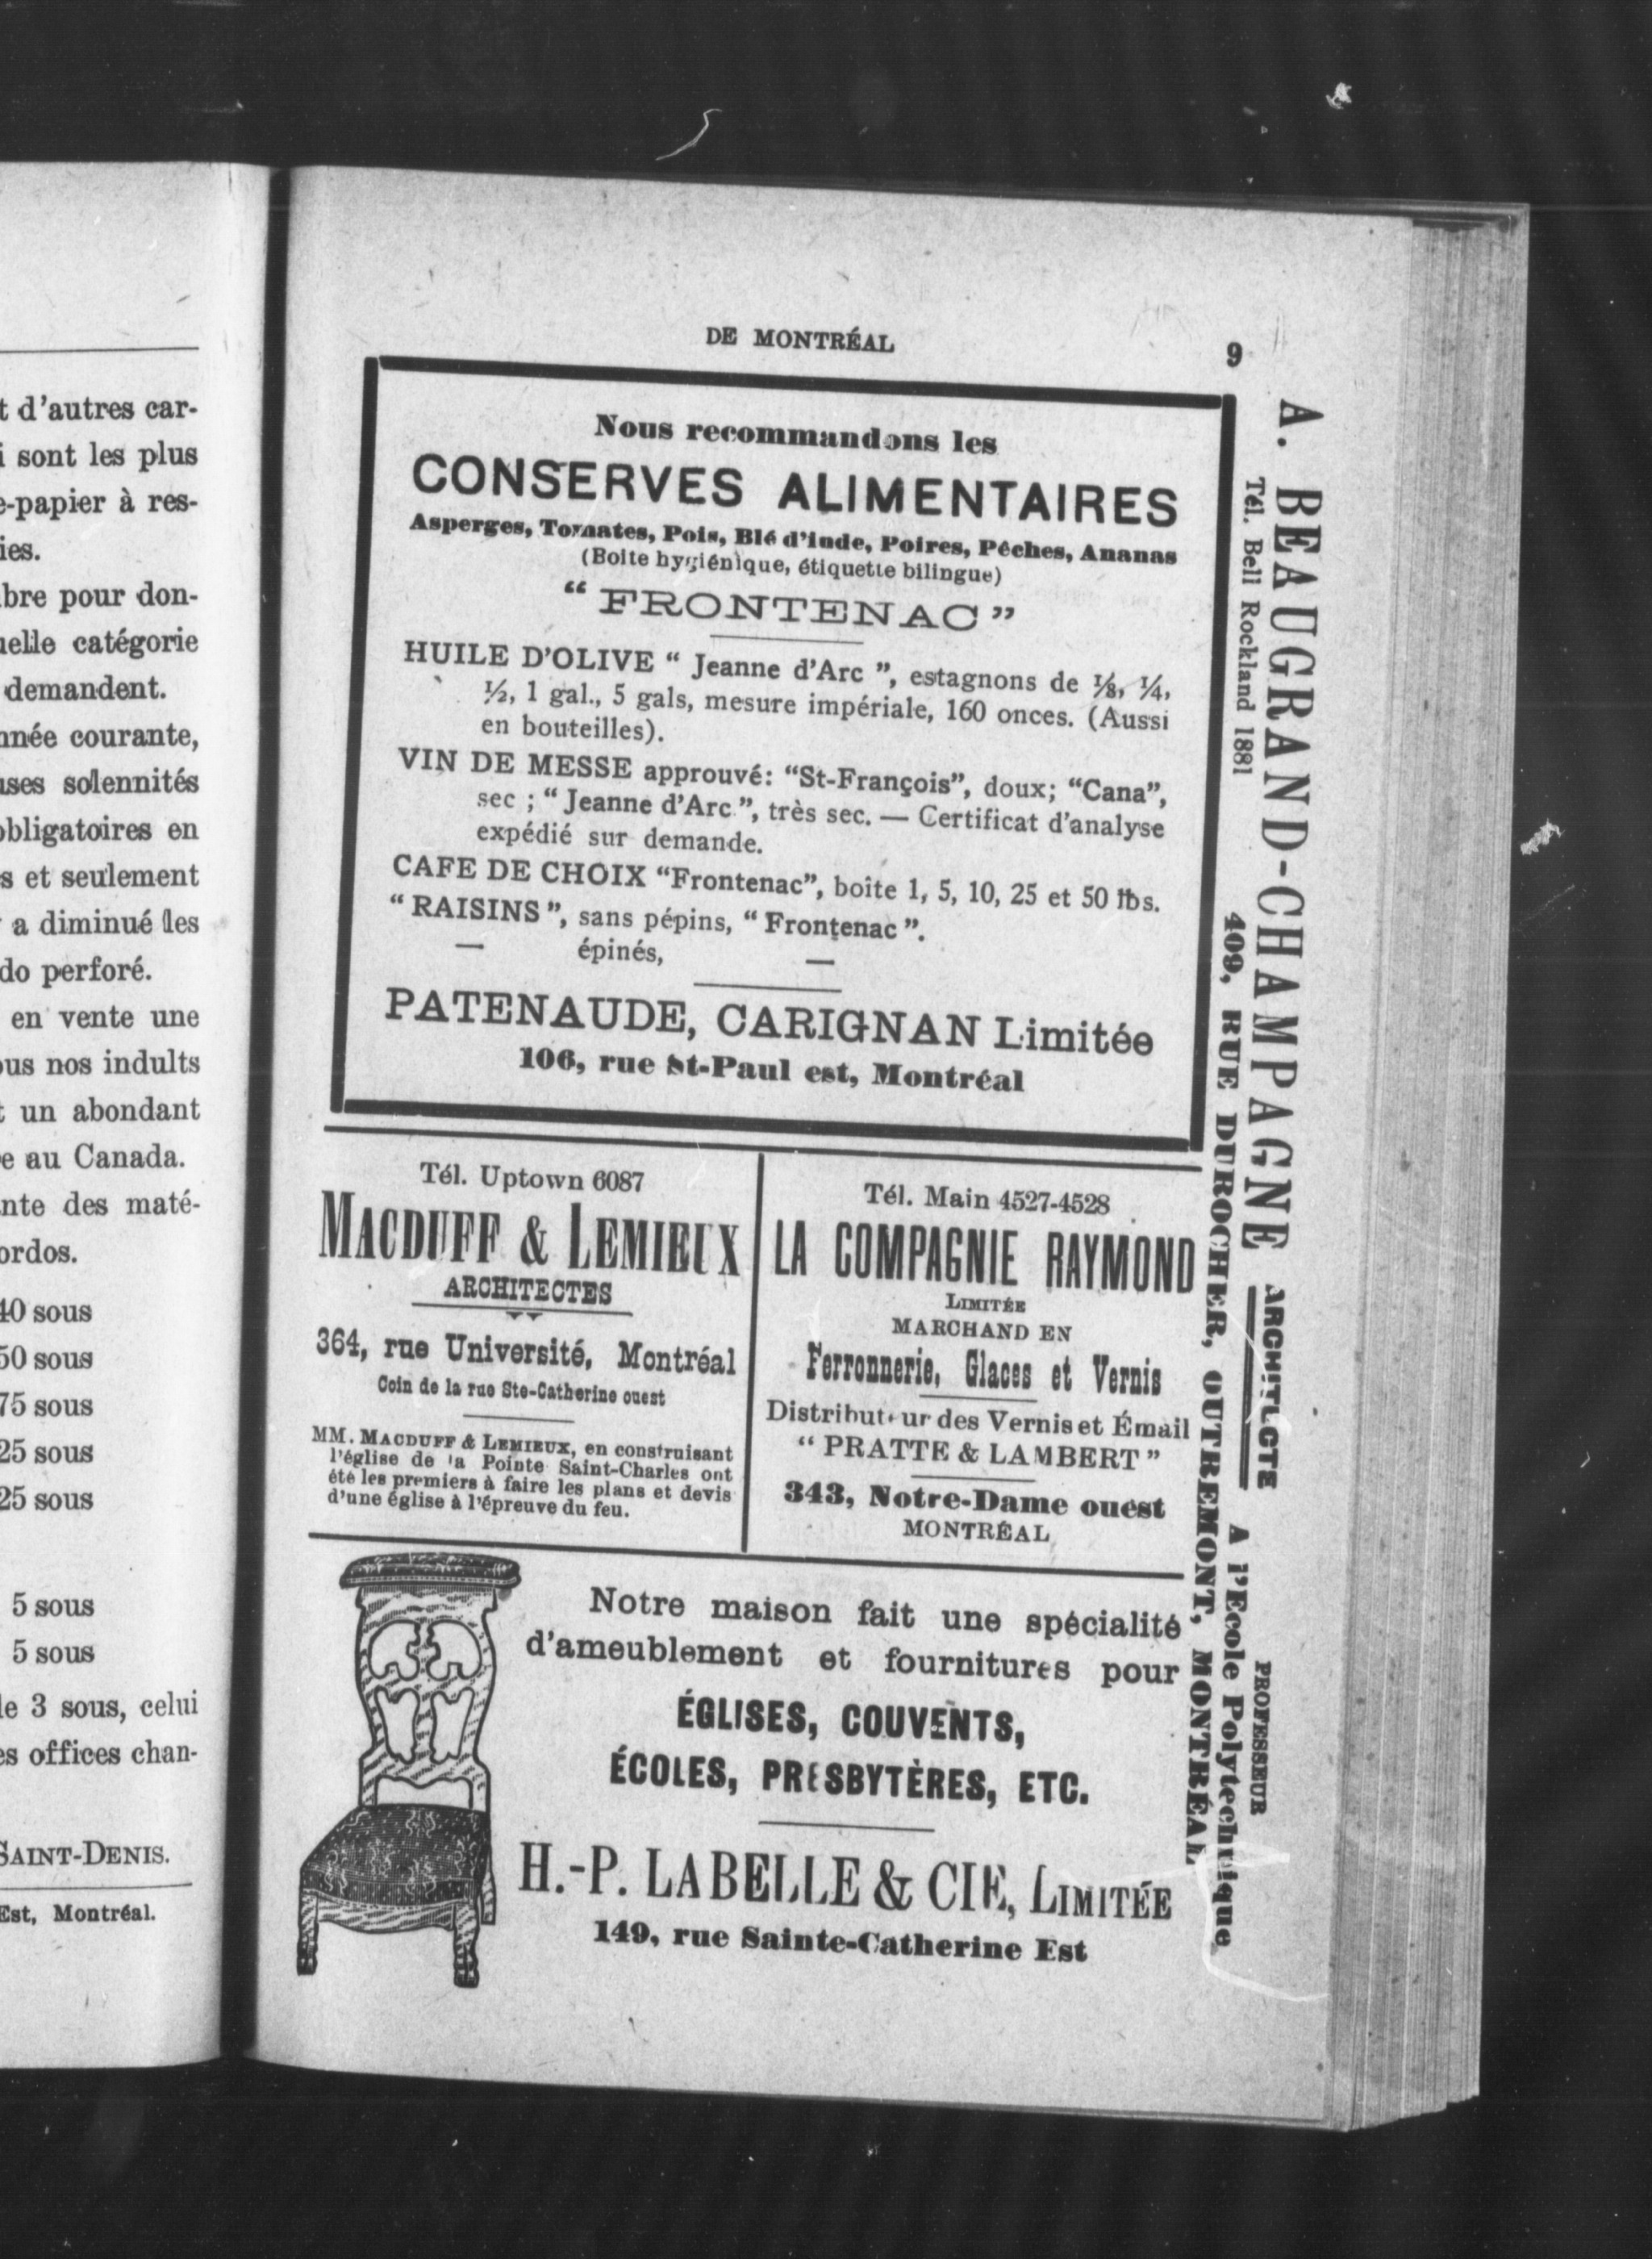 t d'autres car-
i sont les plus
e-papier à res-
ies.
bre pour don-
uelle catégorie
demandent.
nnée courante,
uses solennités
obligatoires en
s et seulement
y a diminué les
do perforé.
en vente une
ous nos indults
t un abondant
e au Canada.
nte des maté-
ordos.
40 sous
50 sous
75 sous
25 sous
25 sous
5 sous
5 sous
de 3 sous, celui
es offices chan-
SAINT-DENIS.
Est, Montréal.
DE MONTRÉAL
9
Nous recommandons les
CONSERVES ALIMENTAIRES
Asperges, Tomates, Pois, Blé d'inde, Poires, Pêches, Ananas
(Boite hygiénique, étiquette bilingue)
“ FRONTENAC ”
HUILE D'OLIVE “ Jeanne d'Arc ”, estagnons de ⅛, ¼,
½, 1 gal., 5 gals, mesure impériale, 160 onces. (Aussi
en bouteilles).
VIN DE MESSE approuvé: “St-François”, doux; “Cana”,
sec ; “ Jeanne d'Arc ”, très sec. — Certificat d'analyse
expédié sur demande.
CAFE DE CHOIX “Frontenac”, boîte 1, 5, 10, 25 et 50 lbs.
“ RAISINS ”, sans pépins, “ Frontenac ”.
— épinés, —
PATENAUDE, CARIGNAN Limitée
106, rue St-Paul est, Montréal
Tél. Uptown 6087
MACDUFF & LEMIEUX
ARCHITECTES
364, rue Université, Montréal
Coin de la rue Ste-Catherine ouest
MM. MACDUFF & LEMIEUX, en construisant
l'église de la Pointe Saint-Charles ont
été les premiers à faire les plans et devis
d'une église à l'épreuve du feu.
Tél. Main 4527-4528
LA COMPAGNIE RAYMOND
LIMITÉE
MARCHAND EN
Ferronnerie, Glaces et Vernis
Distributeur des Vernis et Émail
“ PRATTE & LAMBERT ”
343, Notre-Dame ouest
MONTRÉAL
Notre maison fait une spécialité
d'ameublement et fournitures pour
ÉGLISES, COUVENTS,
ÉCOLES, PRESBYTÈRES, ETC.
H.-P. LABELLE & CIE, LIMITÉE
149, rue Sainte-Catherine Est
A. BEAUGRAND-CHAMPAGNE ARCHITECTE PROFESSEUR
A l'Ecole Polytechnique
Tél. Bell Rockland 1881
409, RUE DUROCHER, OUTREMONT, MONTRÉAL